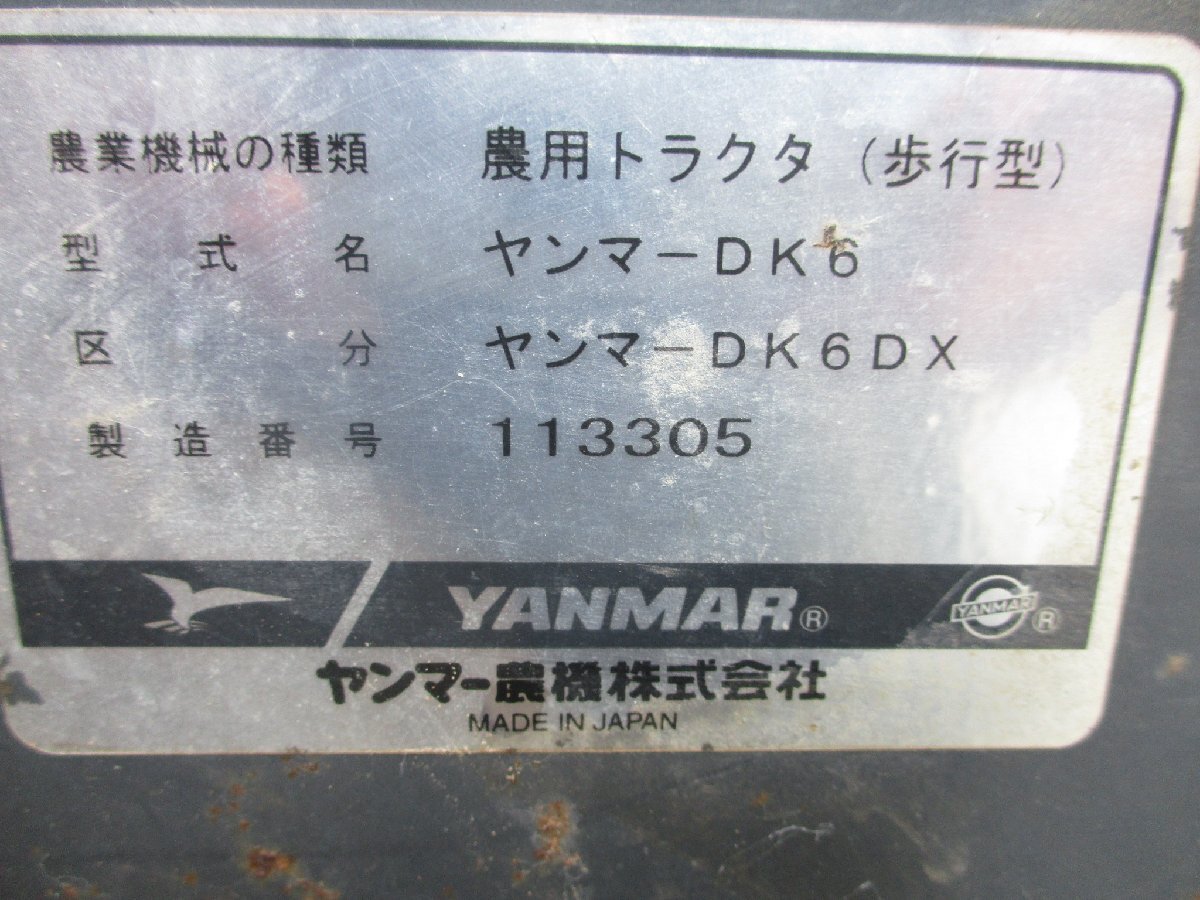 農業機械の種類 農用トラクタ（歩行型）
型式名 ヤンマーDK6
区分 ヤンマーDK6DX
製造番号 113305
YANMAR® YANMAR®
ヤンマー農機株式会社
MADE IN JAPAN